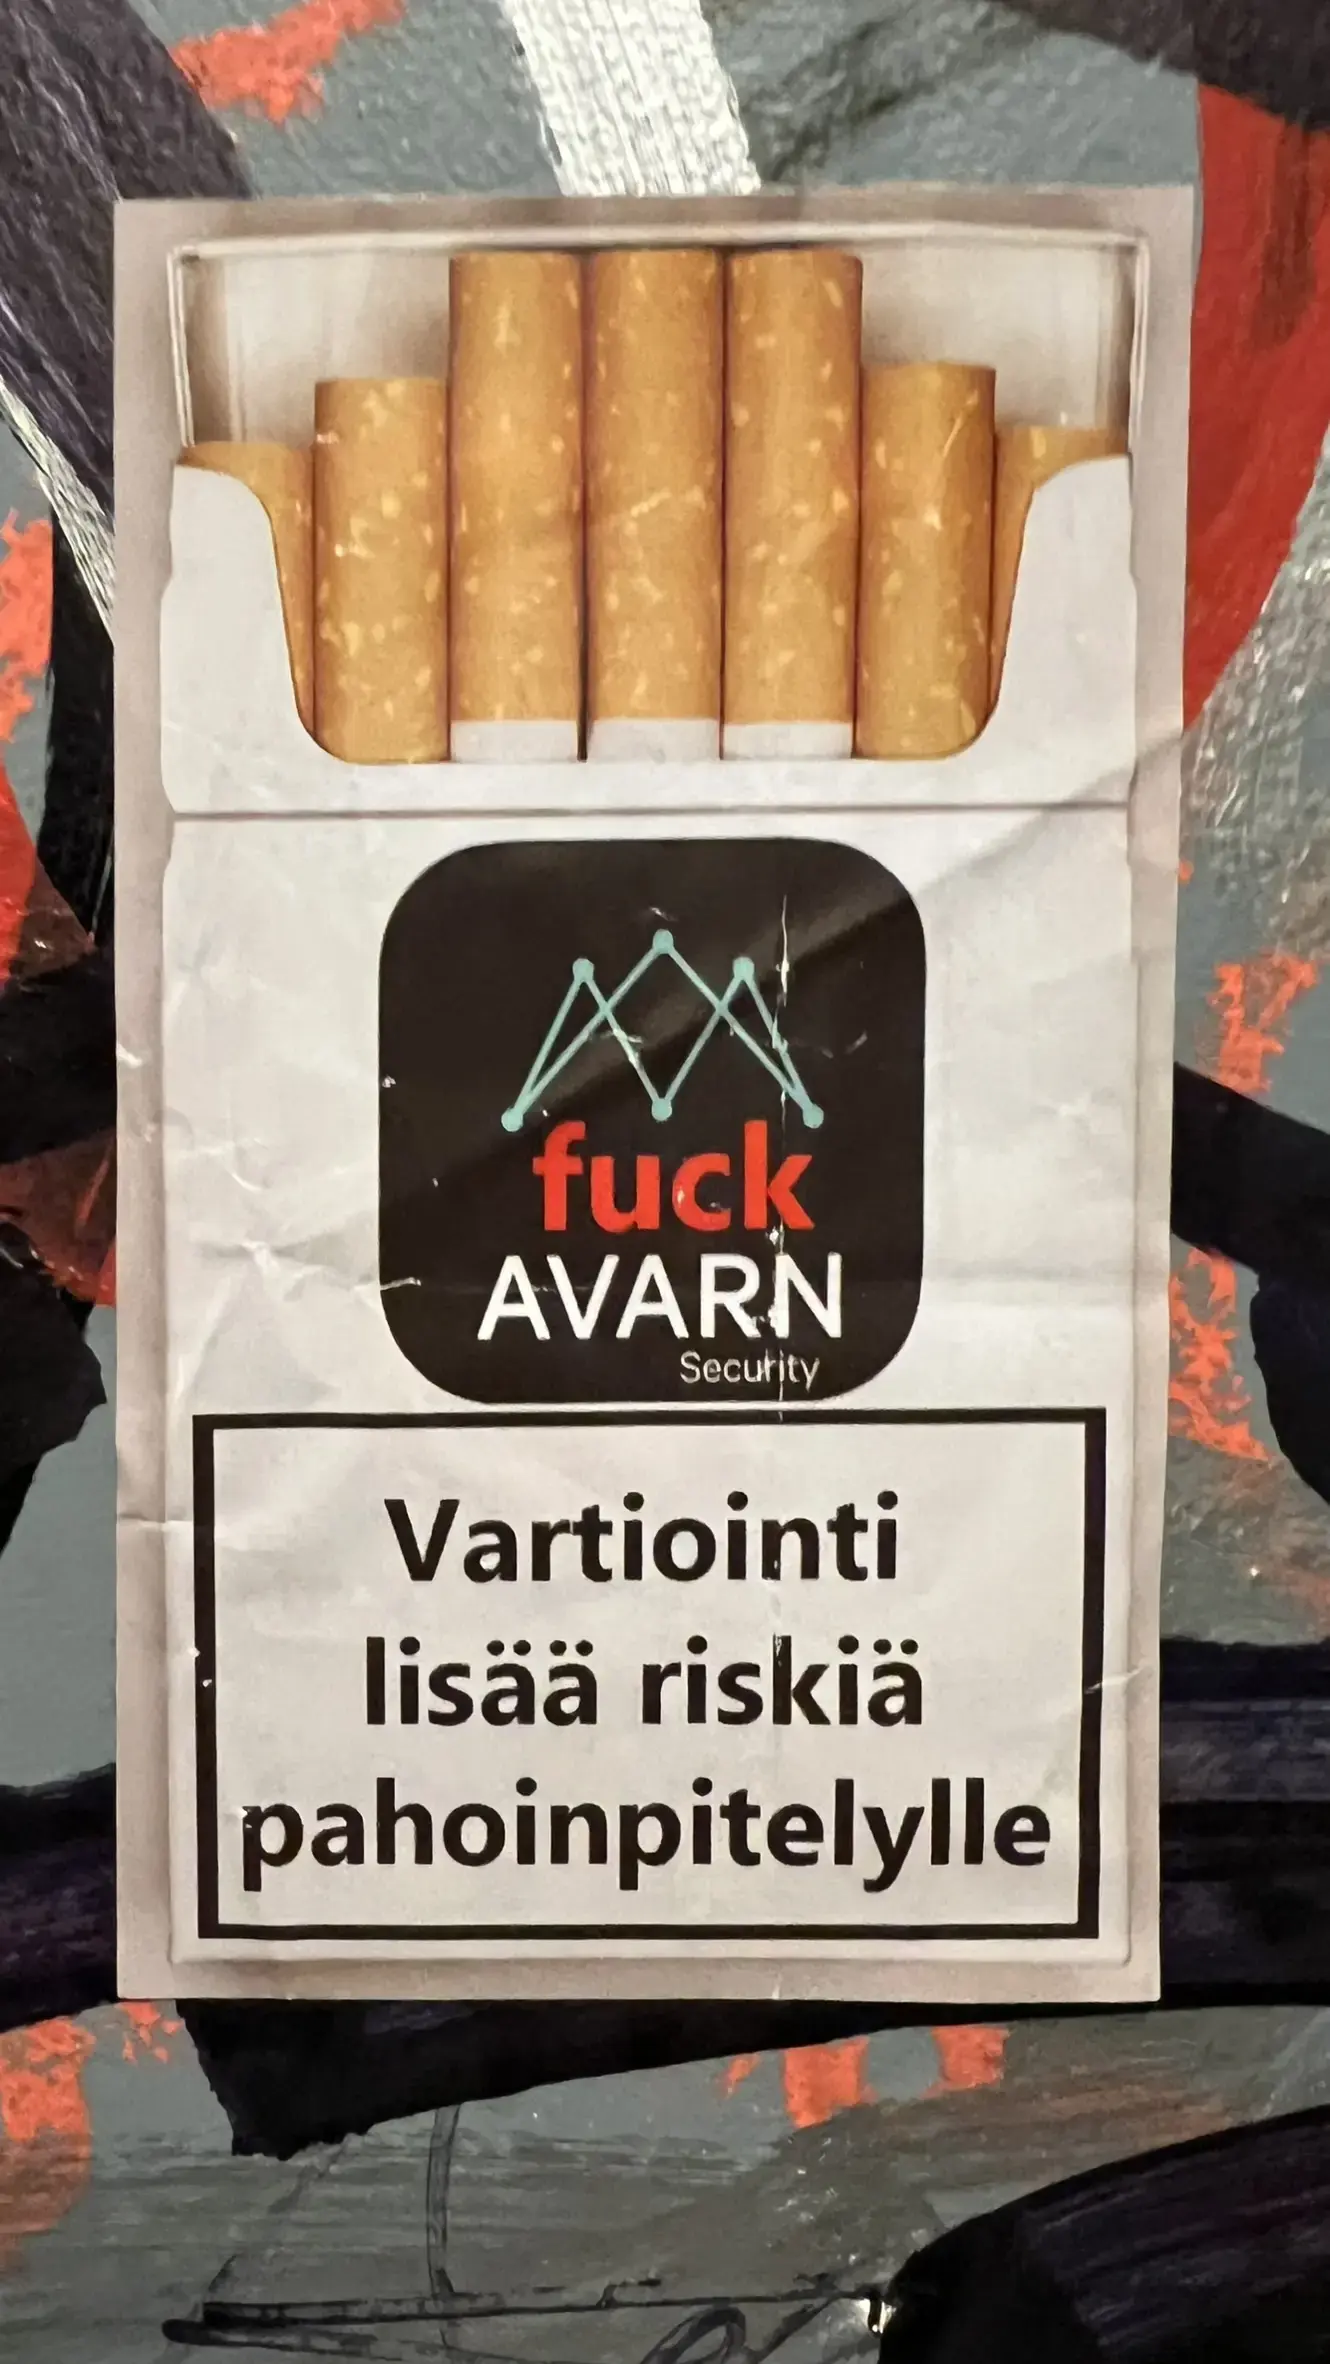 fuck
AVARN
Security
Vartiointi
lisää riskiä
pahoinpitelylle